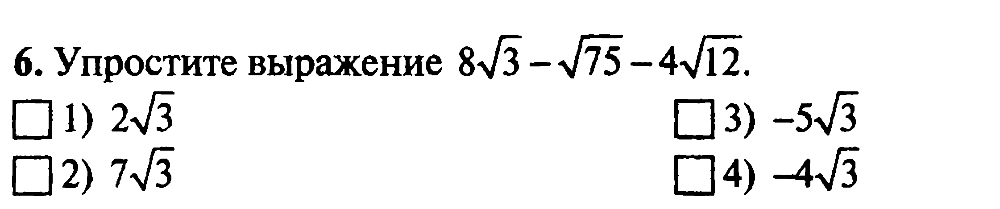 6. Упростите выражение 8√3 – √75 – 4√12.
1) 2√3 3) –5√3
2) 7√3 4) –4√3